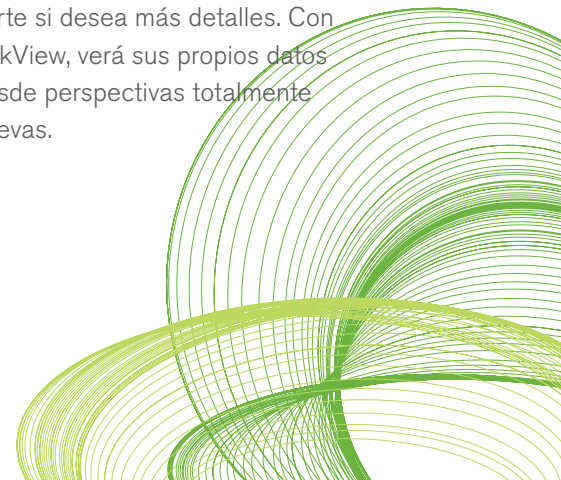 rte si desea más detalles. Con
kView, verá sus propios datos
sde perspectivas totalmente
evas.